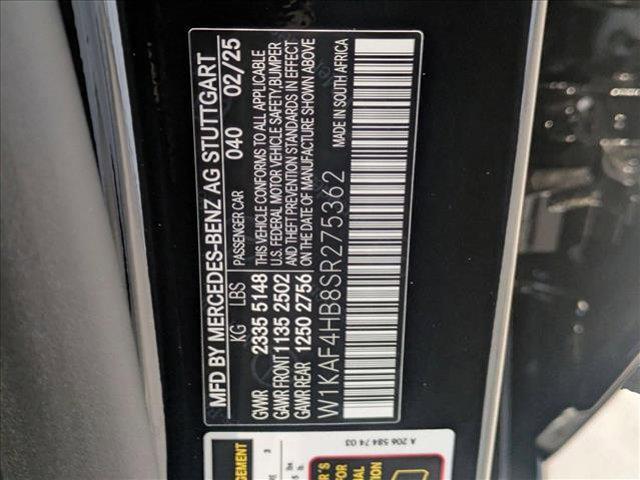 MFD BY MERCEDES-BENZ AG STUTTGART
KG LBS PASSENGER CAR 040 02/25
GVWR 2335 5148 THIS VEHICLE CONFORMS TO ALL APPLICABLE
GAWR FRONT 1135 2502 U.S. FEDERAL MOTOR VEHICLE SAFETY,BUMPER
AND THEFT PREVENTION STANDARDS IN EFFECT
GAWR REAR 1250 2756 ON THE DATE OF MANUFACTURE SHOWN ABOVE
W1KAF4HB8SR275362
MADE IN SOUTH AFRICA
A 206 584 74 03